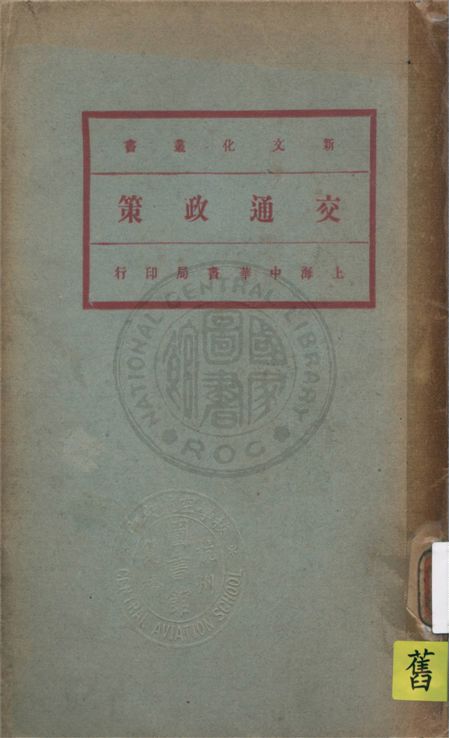 新文化叢書
交通政策
上海中華書局印行
NATIONAL CENTRAL LIBRARY
國家圖書館
ROC
CENTRAL AVIATION SCHOOL
舊